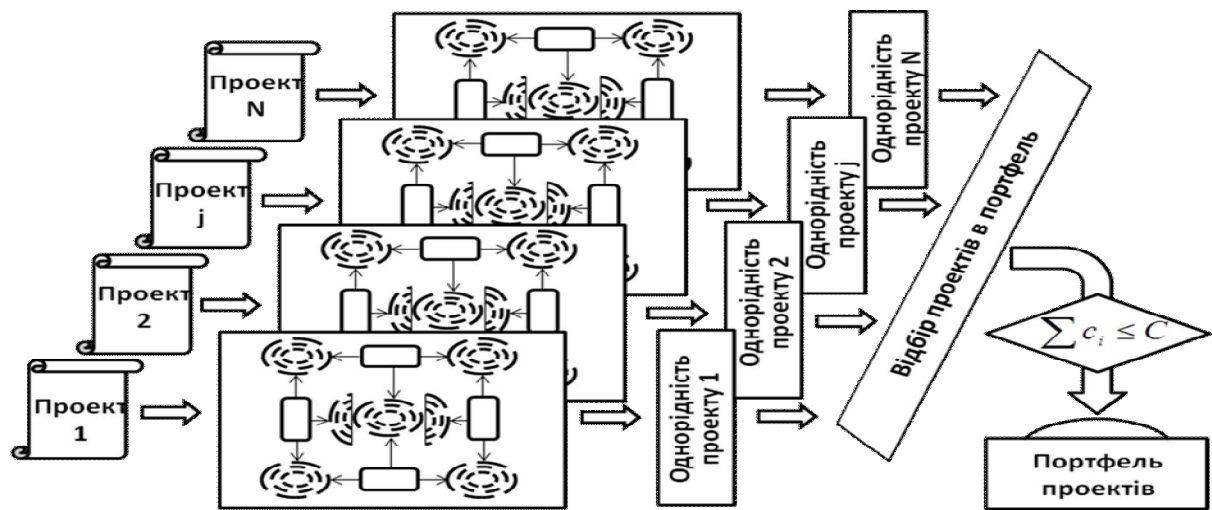 Проект
N
Проект
j
Проект
2
Проект
1
Однорідність
проекту N
Однорідність
проекту j
Однорідність
проекту 2
Однорідність
проекту 1
Відбір проектів в портфель
∑ cᵢ ≤ C
Портфель
проектів